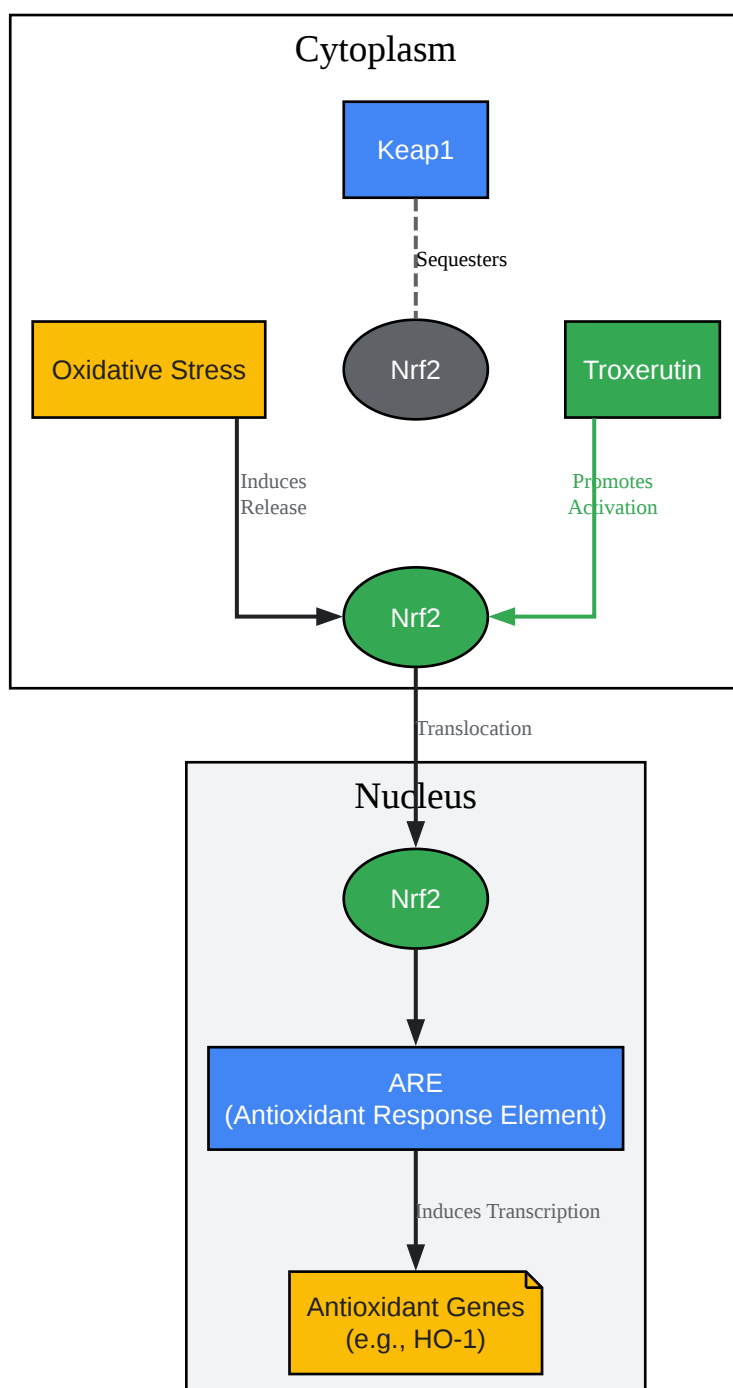 Cytoplasm
Keap1
Sequesters
Oxidative Stress
Nrf2
Troxerutin
Induces
Release
Promotes
Activation
Nrf2
Translocation
Nucleus
Nrf2
ARE
(Antioxidant Response Element)
Induces Transcription
Antioxidant Genes
(e.g., HO-1)